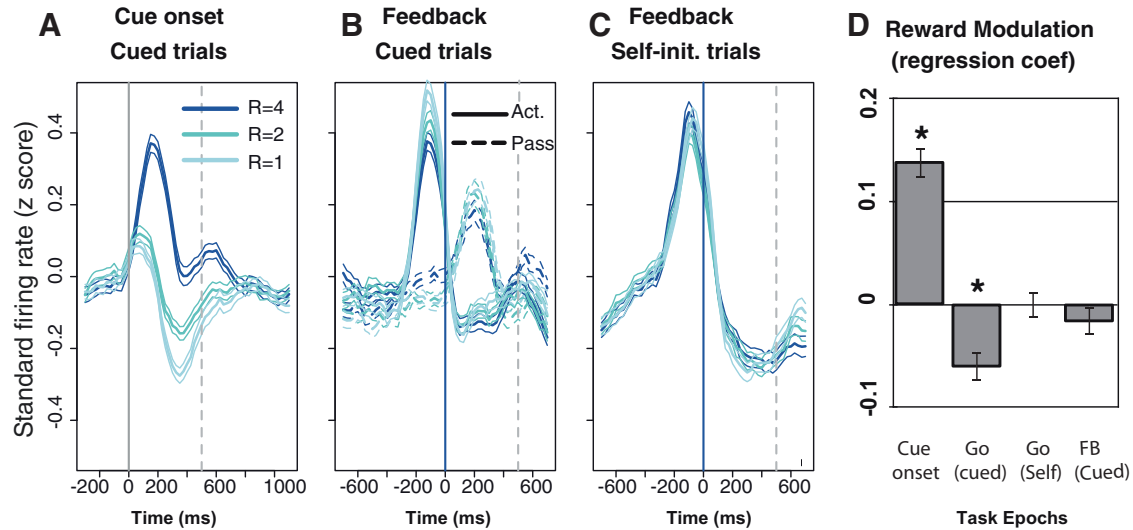 A
Cue onset
Cued trials
B
Feedback
Cued trials
C
Feedback
Self-init. trials
D
Reward Modulation
(regression coef)
Standard firing rate (z score)
0.4
0.2
0.0
-0.2
-0.4
R=4
R=2
R=1
-200 0 200 600 1000
Time (ms)
Act.
Pass
-600 -200 0 200 600
Time (ms)
-600 -200 0 200 600
Time (ms)
0.2
0.1
0
-0.1
*
*
Cue
onset
Go
(cued)
Go
(Self)
FB
(Cued)
Task Epochs